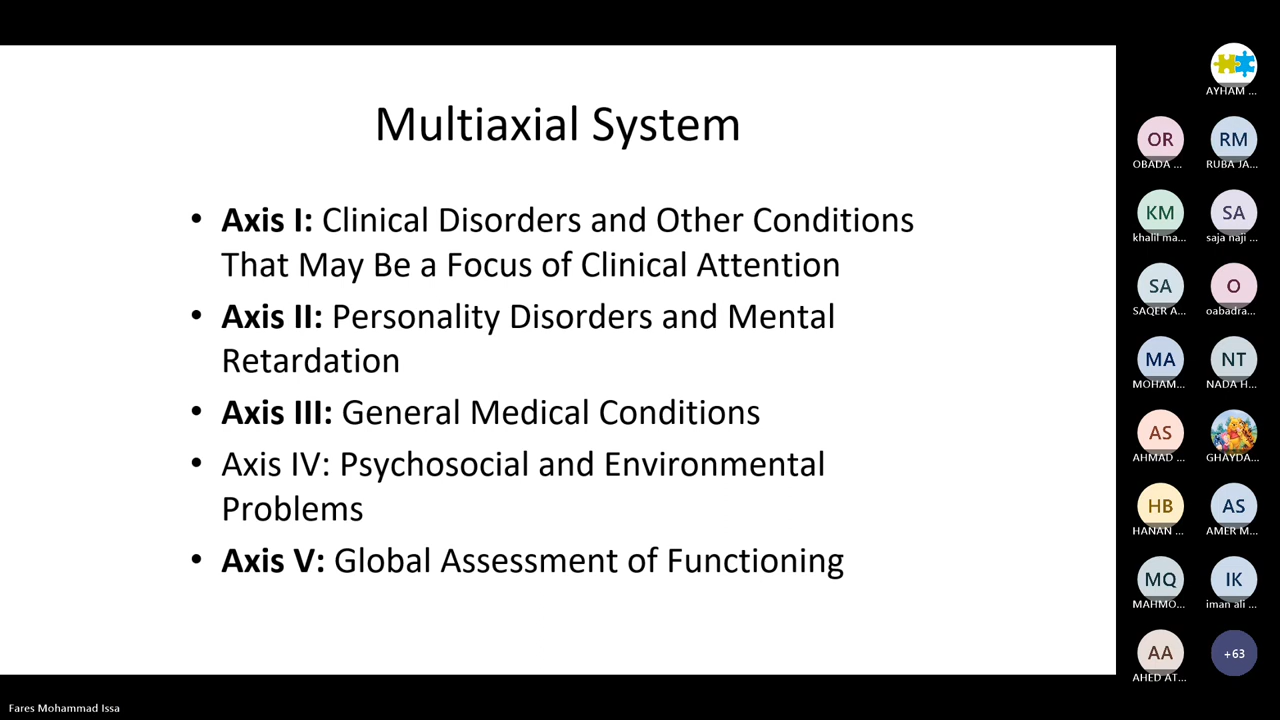 Multiaxial System
• Axis I: Clinical Disorders and Other Conditions
That May Be a Focus of Clinical Attention
• Axis II: Personality Disorders and Mental
Retardation
• Axis III: General Medical Conditions
• Axis IV: Psychosocial and Environmental
Problems
• Axis V: Global Assessment of Functioning
AYHAM ...
OR
OBADA ...
RM
RUBA JA...
KM
khalil ma...
SA
saja naji ...
SA
SAQER A...
O
oabadra...
MA
MOHAM...
NT
NADA H...
AS
AHMAD ...
GHAYDA...
HB
HANAN ...
AS
AMER M...
MQ
MAHMO...
IK
iman ali ...
AA
AHED AT...
+63
Fares Mohammad Issa